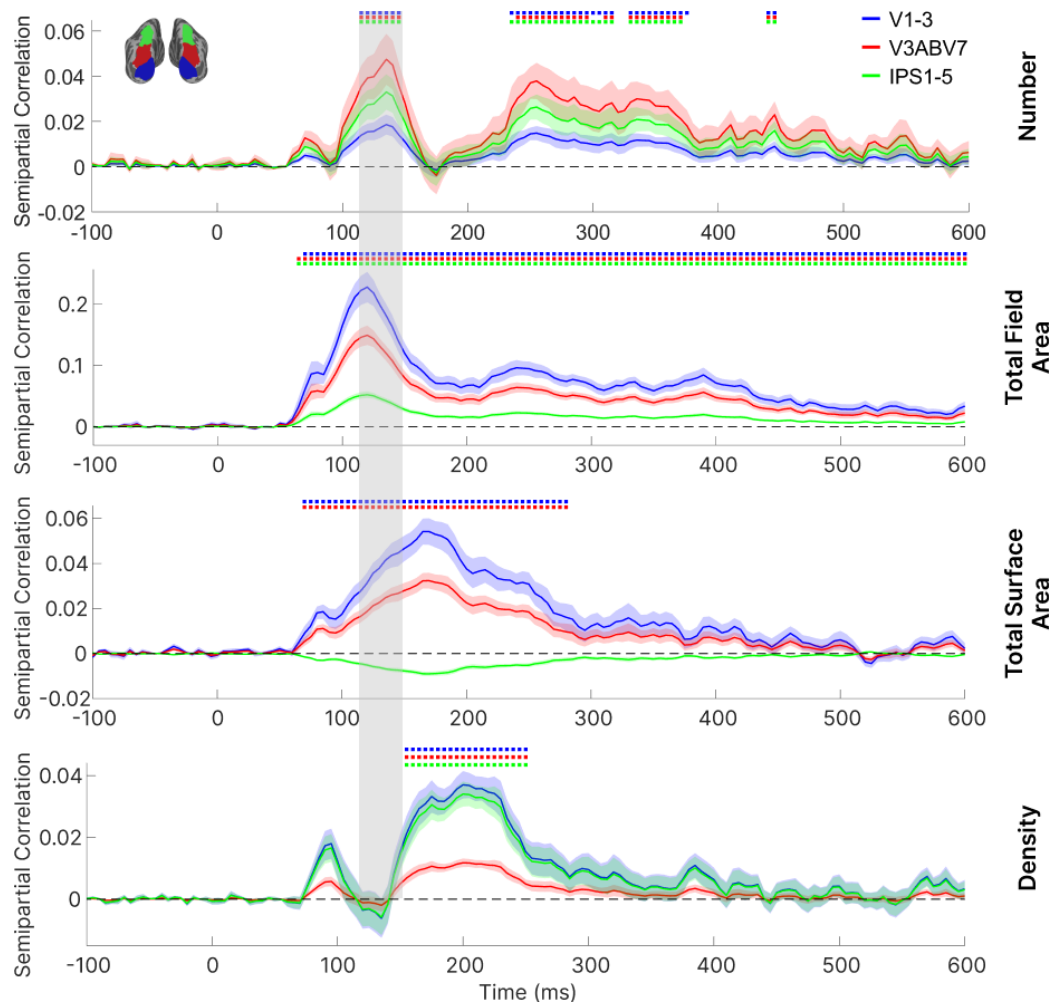 V1-3
V3ABV7
IPS1-5
Semipartial Correlation
0.06
0.04
0.02
0
-0.02
-100 0 100 200 300 400 500 600
Number
Semipartial Correlation
0.2
0.1
0
-100 0 100 200 300 400 500 600
Total Field
Area
Semipartial Correlation
0.06
0.04
0.02
0
-0.02
-100 0 100 200 300 400 500 600
Total Surface
Area
Semipartial Correlation
0.04
0.02
0
-100 0 100 200 300 400 500 600
Density
Time (ms)